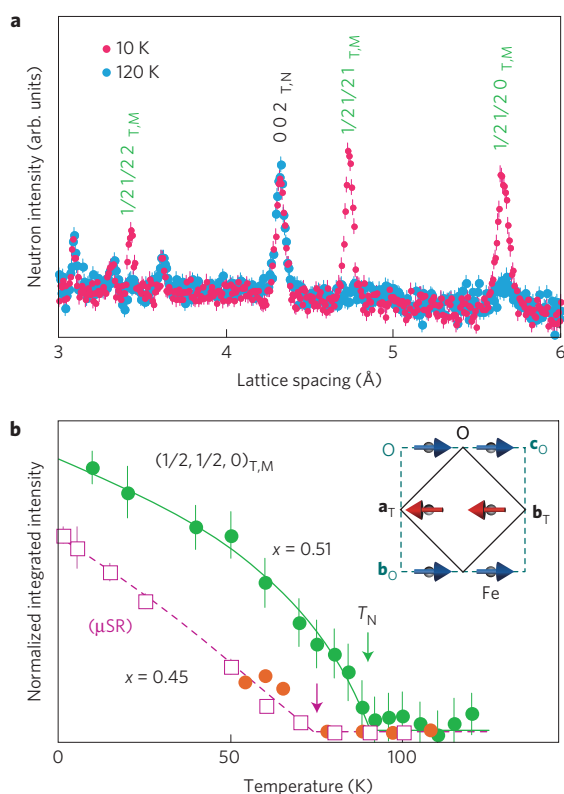 a
10 K
120 K
1/2 1/2 2 T,M
0 0 2 T,N
1/2 1/2 1 T,M
1/2 1/2 0 T,M
Neutron intensity (arb. units)
3 4 5 6
Lattice spacing (Å)
b
(1/2, 1/2, 0)T,M
x = 0.51
(μSR)
x = 0.45
TN
O
O
cO
aT
bT
bO
Fe
Normalized integrated intensity
0 50 100
Temperature (K)